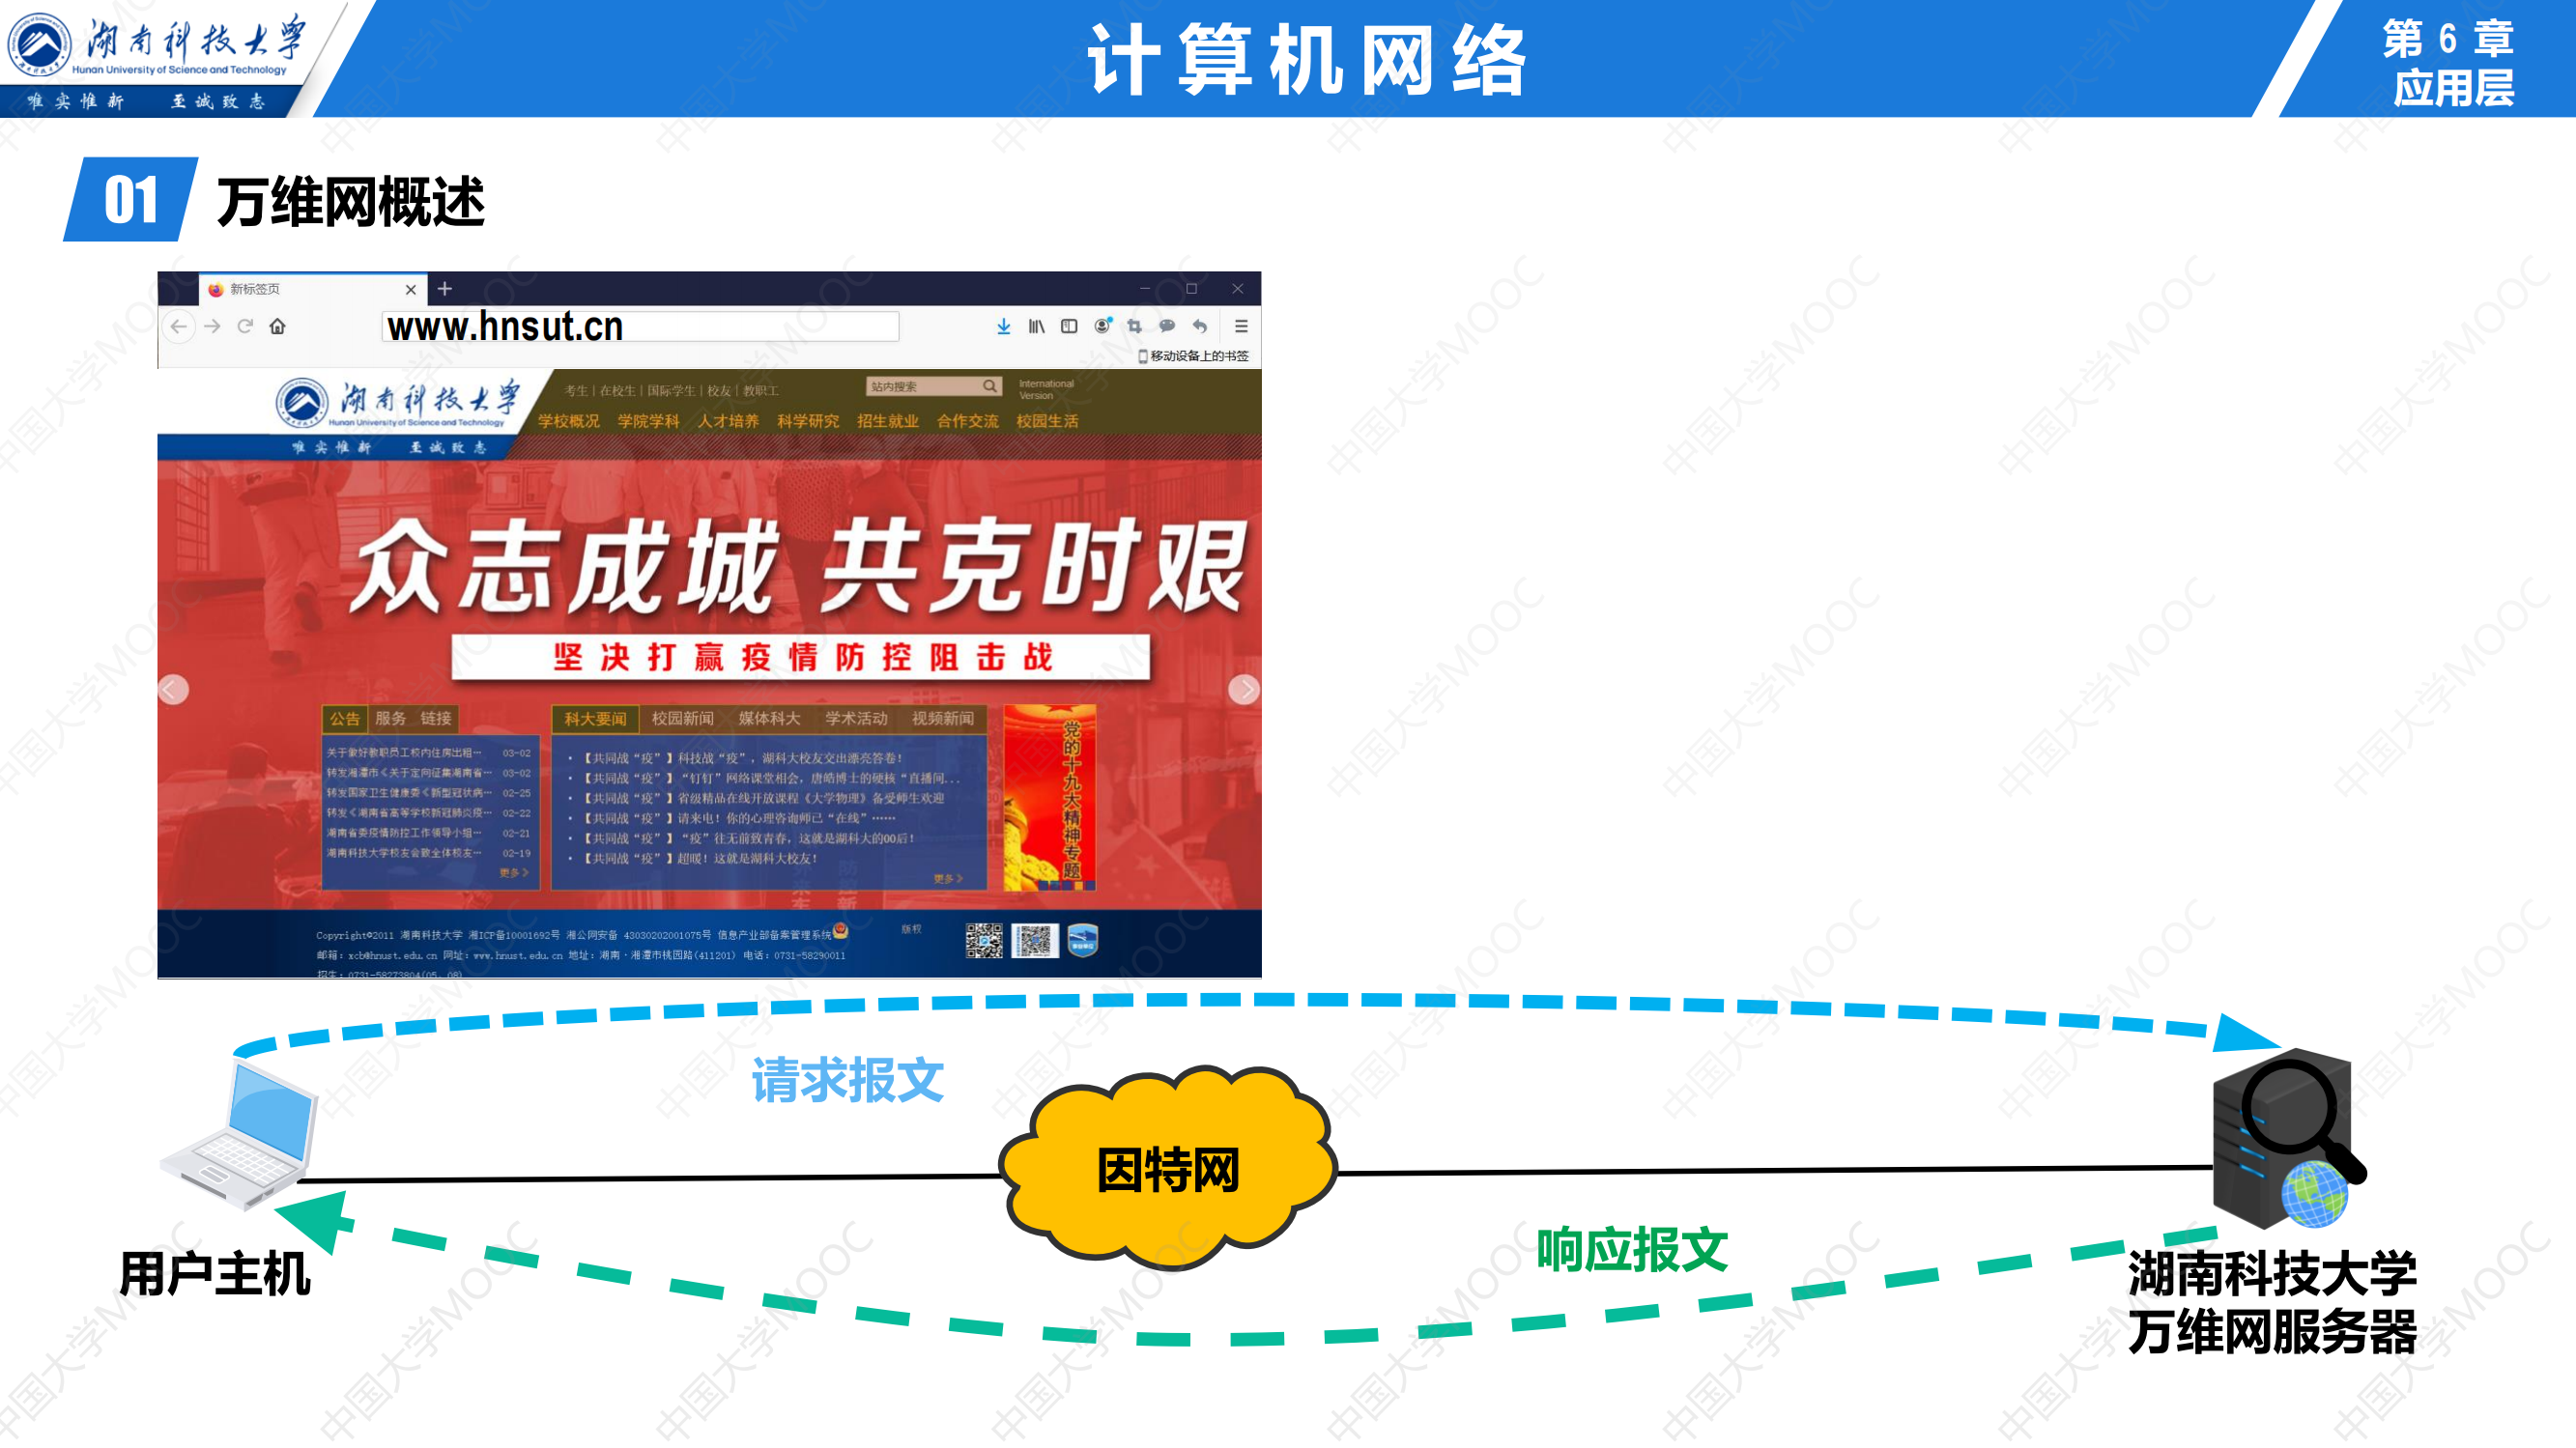 湖南科技大学
Hunan University of Science and Technology
唯实惟新 至诚致志
计算机网络
第 6 章
应用层
01 万维网概述
新标签页
www.hnsut.cn
移动设备上的书签
湖南科技大学
Hunan University of Science and Technology
唯实惟新 至诚致志
考生 | 在校生 | 国际学生 | 校友 | 教职工
站内搜索
International
Version
学校概况 学院学科 人才培养 科学研究 招生就业 合作交流 校园生活
众志成城 共克时艰
坚决打赢疫情防控阻击战
公告 服务 链接
关于做好教职员工校内住房出租… 03-02
转发湘潭市《关于定向征集湖南省… 03-02
转发国家卫生健康委《新型冠状病… 02-25
转发《湖南省高等学校新冠肺炎疫… 02-22
湖南省委疫情防控工作领导小组… 02-21
湖南科技大学校友会致全体校友… 02-19
更多
科大要闻 校园新闻 媒体科大 学术活动 视频新闻
【共同战“疫”】科技战“疫”，湖科大校友交出漂亮答卷！
【共同战“疫”】“钉钉”网络课堂相会，唐皓博士的硬核“直播间...
【共同战“疫”】省级精品在线开放课程《大学物理》备受师生欢迎
【共同战“疫”】请来电！你的心理咨询师已“在线”……
【共同战“疫”】“疫”往无前致青春，这就是湖科大的00后！
【共同战“疫”】超暖！这就是湖科大校友！
更多
党的十九大精神专题
Copyright©2011 湖南科技大学 湘ICP备10001692号 湘公网安备 43030202001075号 信息产业部备案管理系统
版权
邮箱：xcb@hnust.edu.cn 网址：www.hnust.edu.cn 地址：湖南·湘潭市桃园路(411201) 电话：0731-58290011
招生：0731-58273804(05、08)
请求报文
因特网
响应报文
用户主机
湖南科技大学
万维网服务器
中国大学MOOC